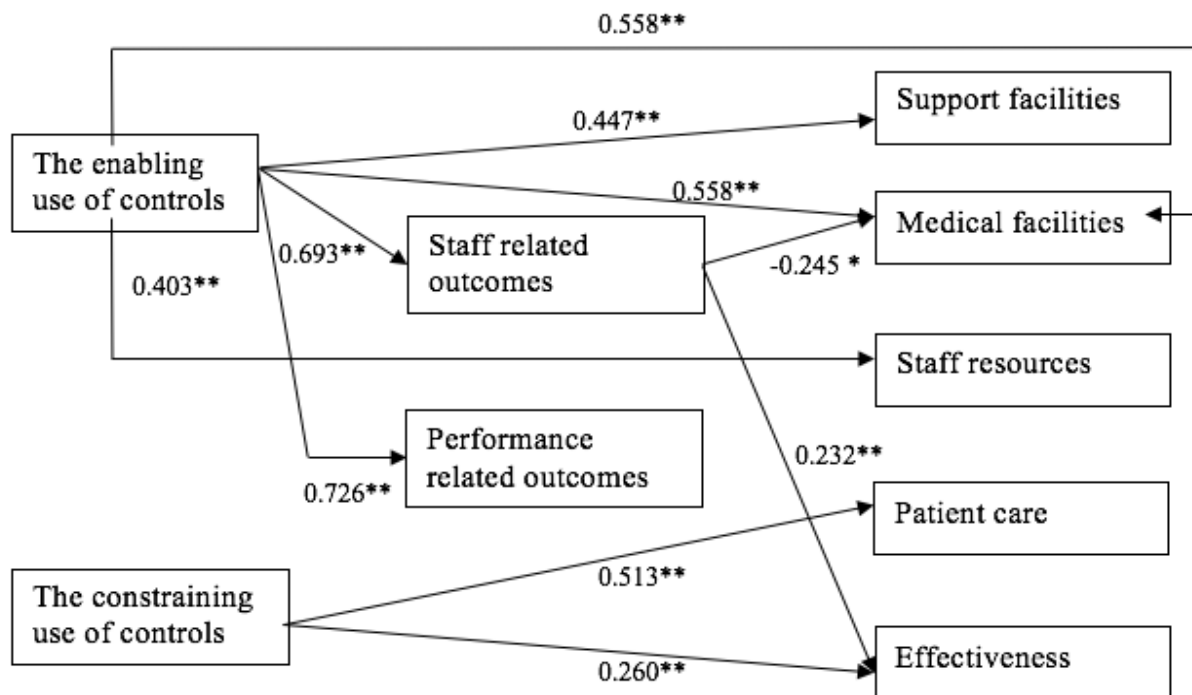 0.558**
Support facilities
0.447**
The enabling
use of controls
0.558**
Medical facilities
0.693**
Staff related
outcomes
-0.245 *
0.403**
Staff resources
Performance
related outcomes
0.232**
0.726**
Patient care
0.513**
The constraining
use of controls
0.260**
Effectiveness